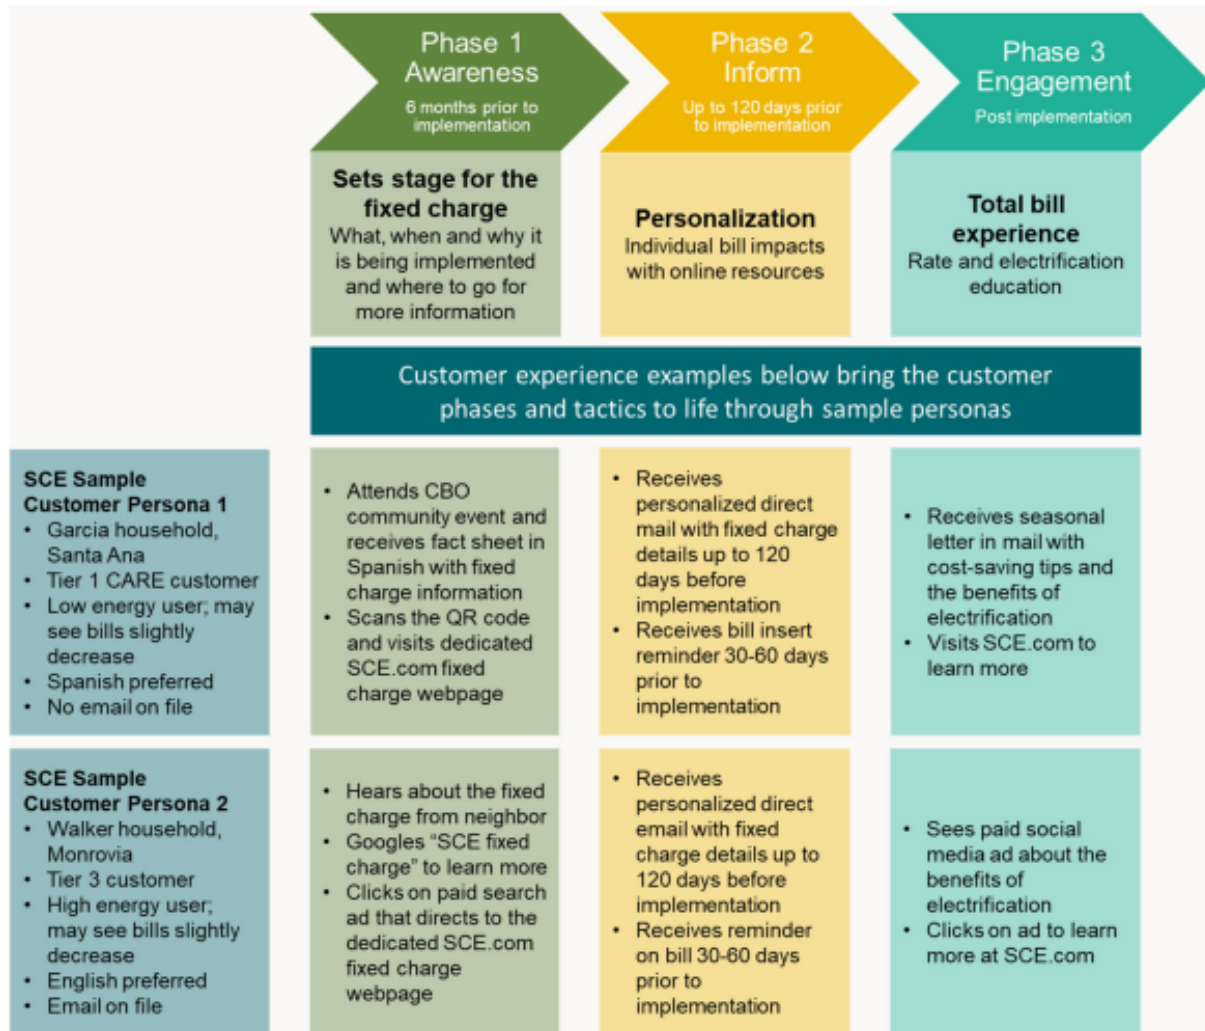 Phase 1
Awareness
6 months prior to
implementation
Phase 2
Inform
Up to 120 days prior
to implementation
Phase 3
Engagement
Post implementation
Sets stage for the
fixed charge
What, when and why it
is being implemented
and where to go for
more information
Personalization
Individual bill impacts
with online resources
Total bill
experience
Rate and electrification
education
Customer experience examples below bring the customer
phases and tactics to life through sample personas
SCE Sample
Customer Persona 1
• Garcia household,
Santa Ana
• Tier 1 CARE customer
• Low energy user; may
see bills slightly
decrease
• Spanish preferred
• No email on file
• Attends CBO
community event and
receives fact sheet in
Spanish with fixed
charge information
• Scans the QR code
and visits dedicated
SCE.com fixed
charge webpage
• Receives
personalized direct
mail with fixed charge
details up to 120
days before
implementation
• Receives bill insert
reminder 30-60 days
prior to
implementation
• Receives seasonal
letter in mail with
cost-saving tips and
the benefits of
electrification
• Visits SCE.com to
learn more
SCE Sample
Customer Persona 2
• Walker household,
Monrovia
• Tier 3 customer
• High energy user;
may see bills slightly
decrease
• English preferred
• Email on file
• Hears about the fixed
charge from neighbor
• Googles “SCE fixed
charge” to learn more
• Clicks on paid search
ad that directs to the
dedicated SCE.com
fixed charge
webpage
• Receives
personalized direct
email with fixed
charge details up to
120 days before
implementation
• Receives reminder
on bill 30-60 days
prior to
implementation
• Sees paid social
media ad about the
benefits of
electrification
• Clicks on ad to learn
more at SCE.com